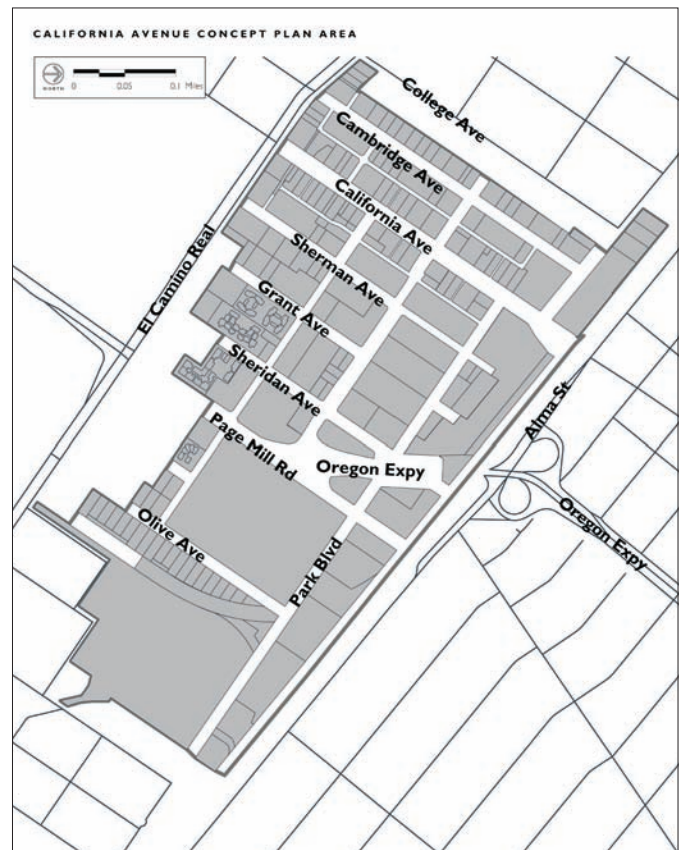 CALIFORNIA AVENUE CONCEPT PLAN AREA
NORTH
0 0.05 0.1 Miles
College Ave
Cambridge Ave
California Ave
El Camino Real
Sherman Ave
Grant Ave
Sheridan Ave
Alma St
Page Mill Rd
Oregon Expy
Oregon Expy
Olive Ave
Park Blvd